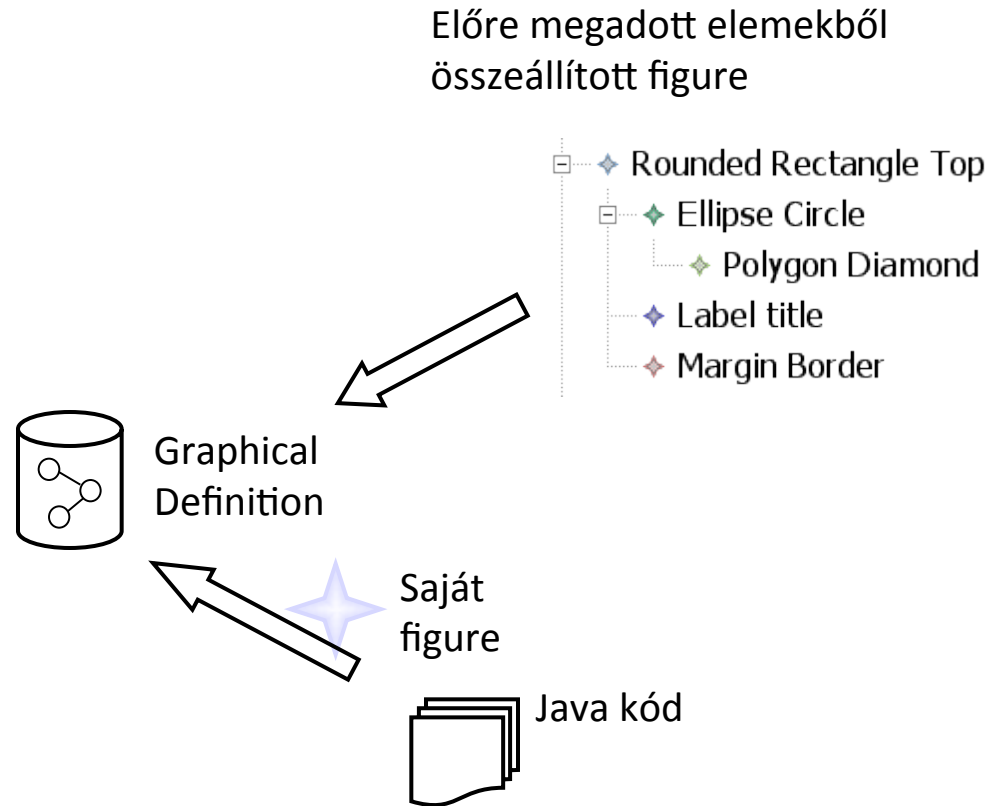 Előre megadott elemekből
összeállított figure
Rounded Rectangle Top
Ellipse Circle
Polygon Diamond
Label title
Margin Border
Graphical
Definition
Saját
figure
Java kód